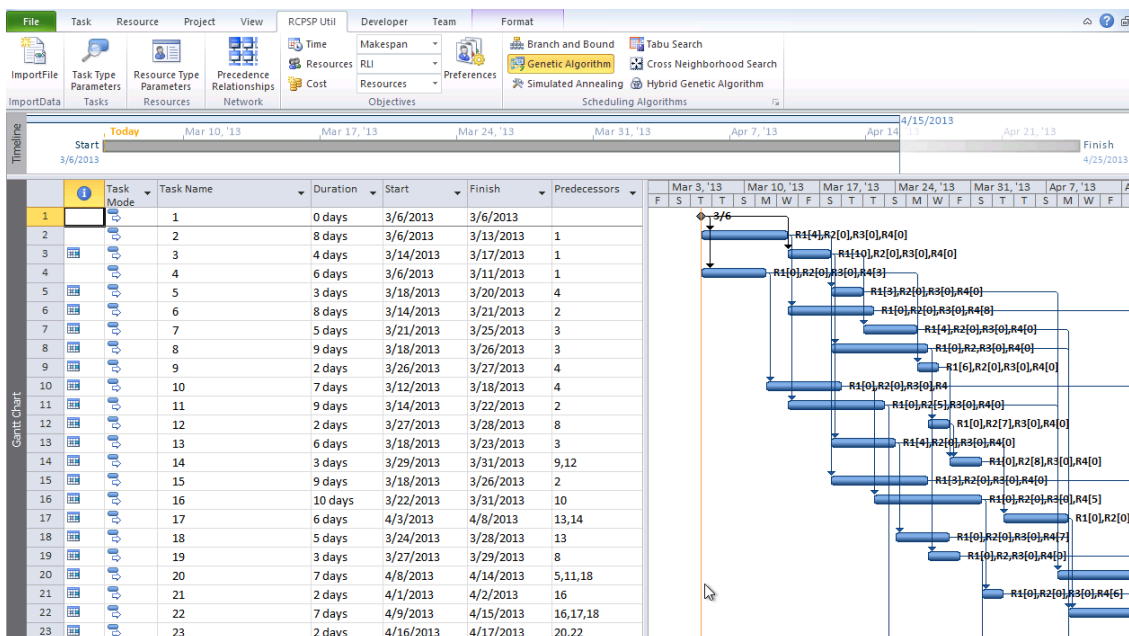 File Task Resource Project View RCPSP Util Developer Team Format
ImportFile
Task Type Parameters
Resource Type Parameters
Precedence Relationships
Time Makespan
Resources RLI
Cost Resources
Preferences
Branch and Bound Tabu Search
Genetic Algorithm Cross Neighborhood Search
Simulated Annealing Hybrid Genetic Algorithm
ImportData Tasks Resources Network Objectives Scheduling Algorithms
Timeline
4/15/2013
Today Mar 10, '13 Mar 17, '13 Mar 24, '13 Mar 31, '13 Apr 7, '13 Apr 14, '13 Apr 21, '13
Start Finish
3/6/2013 4/25/2013
Gantt Chart
Task Mode Task Name Duration Start Finish Predecessors
Mar 3, '13 Mar 10, '13 Mar 17, '13 Mar 24, '13 Mar 31, '13 Apr 7, '13 A
F S T T S M W F S T T S M W F S T T S M W F
1 1 0 days 3/6/2013 3/6/2013 3/6
2 2 8 days 3/6/2013 3/13/2013 1 R1[4],R2[0],R3[0],R4[0]
3 3 4 days 3/14/2013 3/17/2013 1 R1[10],R2[0],R3[0],R4[0]
4 4 6 days 3/6/2013 3/11/2013 1 R1[0],R2[0],R3[0],R4[3]
5 5 3 days 3/18/2013 3/20/2013 4 R1[3],R2[0],R3[0],R4[0]
6 6 8 days 3/14/2013 3/21/2013 2 R1[0],R2[0],R3[0],R4[8]
7 7 5 days 3/21/2013 3/25/2013 3 R1[4],R2[0],R3[0],R4[0]
8 8 9 days 3/18/2013 3/26/2013 3 R1[0],R2,R3[0],R4[0]
9 9 2 days 3/26/2013 3/27/2013 4 R1[6],R2[0],R3[0],R4[0]
10 10 7 days 3/12/2013 3/18/2013 4 R1[0],R2[0],R3[0],R4
11 11 9 days 3/14/2013 3/22/2013 2 R1[0],R2[5],R3[0],R4[0]
12 12 2 days 3/27/2013 3/28/2013 8 R1[0],R2[7],R3[0],R4[0]
13 13 6 days 3/18/2013 3/23/2013 3 R1[4],R2[0],R3[0],R4[0]
14 14 3 days 3/29/2013 3/31/2013 9,12 R1[0],R2[8],R3[0],R4[0]
15 15 9 days 3/18/2013 3/26/2013 2 R1[3],R2[0],R3[0],R4[0]
16 16 10 days 3/22/2013 3/31/2013 10 R1[0],R2[0],R3[0],R4[5]
17 17 6 days 4/3/2013 4/8/2013 13,14 R1[0],R2[0]
18 18 5 days 3/24/2013 3/28/2013 13 R1[0],R2[0],R3[0],R4[7]
19 19 3 days 3/27/2013 3/29/2013 8 R1[0],R2,R3[0],R4[0]
20 20 7 days 4/8/2013 4/14/2013 5,11,18
21 21 2 days 4/1/2013 4/2/2013 16 R1[0],R2[0],R3[0],R4[6]
22 22 7 days 4/9/2013 4/15/2013 16,17,18
23 23 2 days 4/16/2013 4/17/2013 20,22